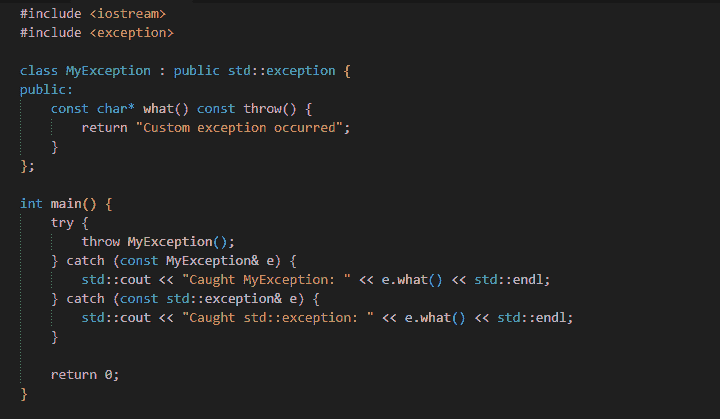 #include <iostream>
#include <exception>

class MyException : public std::exception {
public:
    const char* what() const throw() {
        return "Custom exception occurred";
    }
};

int main() {
    try {
        throw MyException();
    } catch (const MyException& e) {
        std::cout << "Caught MyException: " << e.what() << std::endl;
    } catch (const std::exception& e) {
        std::cout << "Caught std::exception: " << e.what() << std::endl;
    }

    return 0;
}